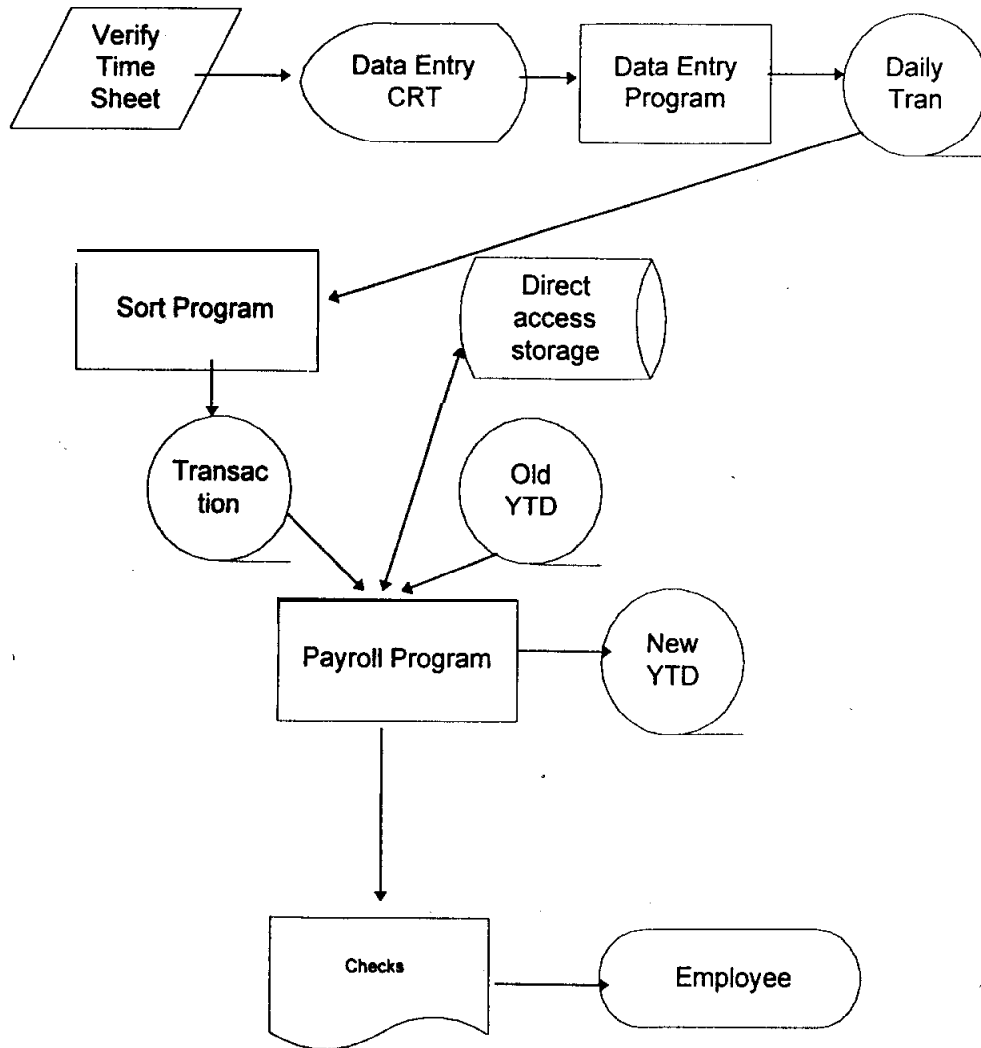 Verify
Time
Sheet
Data Entry
CRT
Data Entry
Program
Daily
Tran
Sort Program
Direct
access
storage
Transac
tion
Old
YTD
Payroll Program
New
YTD
Checks
Employee